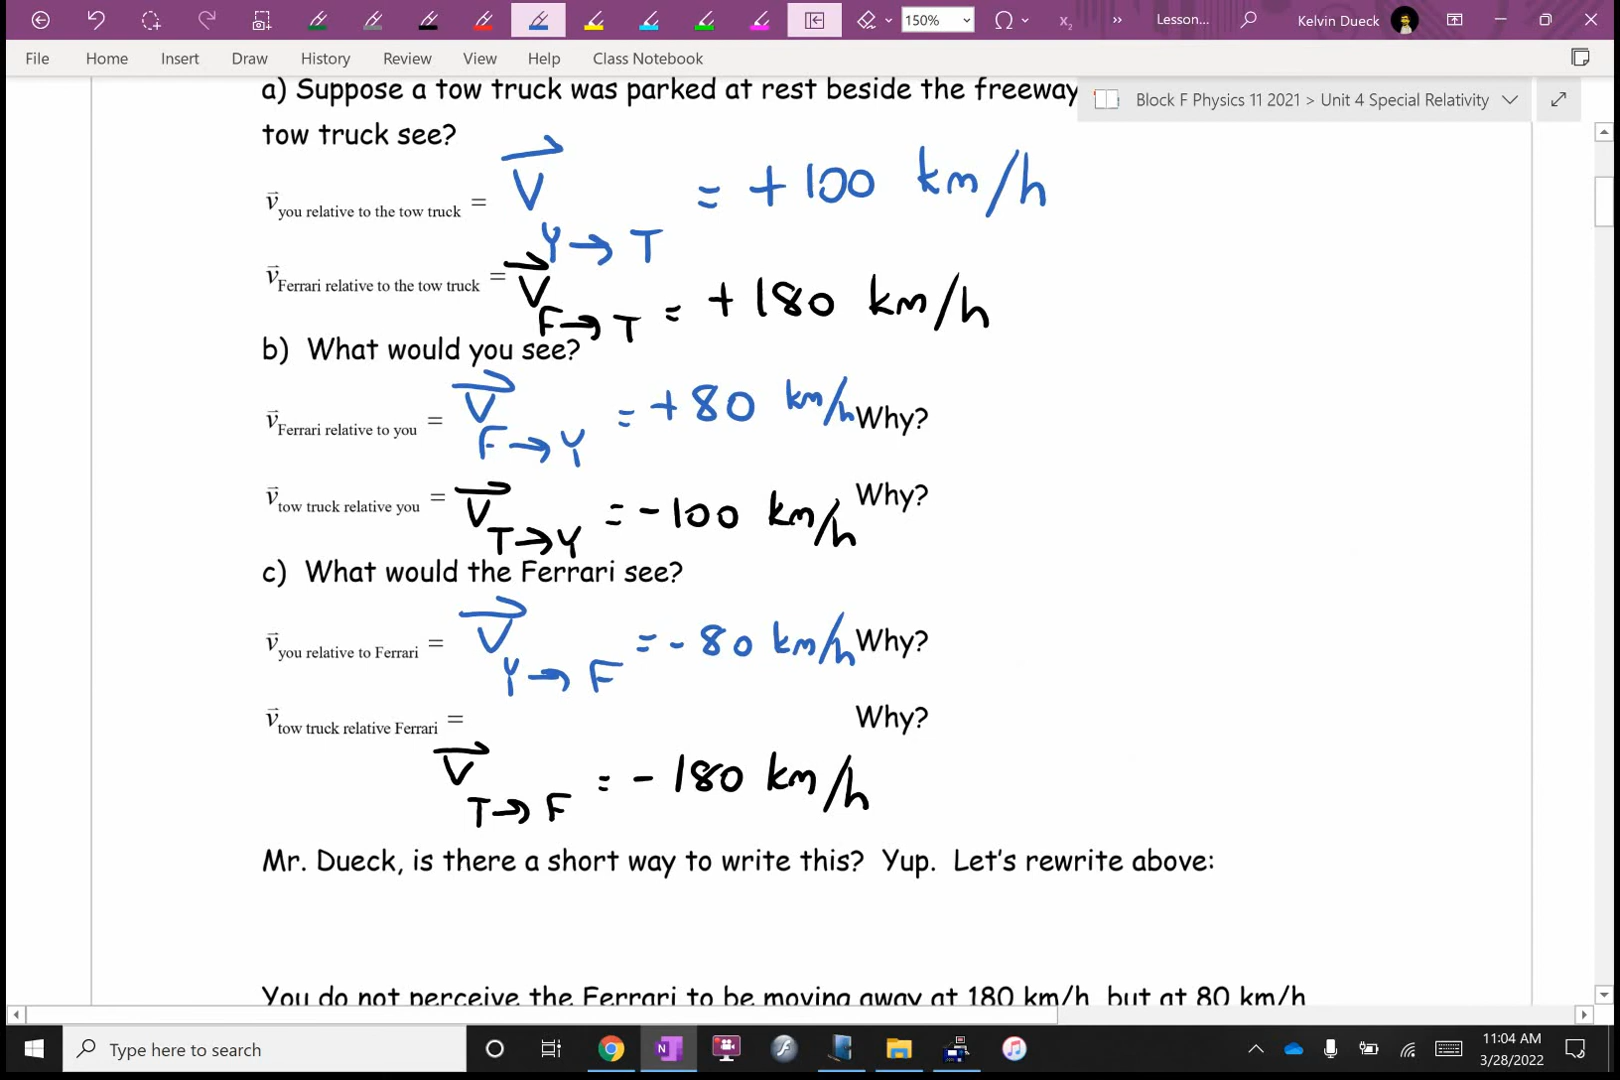 150%
Lesson...
Kelvin Dueck
File Home Insert Draw History Review View Help Class Notebook
a) Suppose a tow truck was parked at rest beside the freeway
Block F Physics 11 2021 > Unit 4 Special Relativity
tow truck see?
v⃗ you relative to the tow truck = V⃗ Y → T = + 100 km/h
v⃗ Ferrari relative to the tow truck = V⃗ F → T = + 180 km/h
b) What would you see?
v⃗ Ferrari relative to you = V⃗ F → Y = + 80 km/h Why?
v⃗ tow truck relative you = V⃗ T → Y = - 100 km/h Why?
c) What would the Ferrari see?
v⃗ you relative to Ferrari = V⃗ Y → F = - 80 km/h Why?
v⃗ tow truck relative Ferrari = Why?
V⃗ T → F = - 180 km/h
Mr. Dueck, is there a short way to write this? Yup. Let's rewrite above:
You do not perceive the Ferrari to be moving away at 180 km/h but at 80 km/h
Type here to search
11:04 AM
3/28/2022